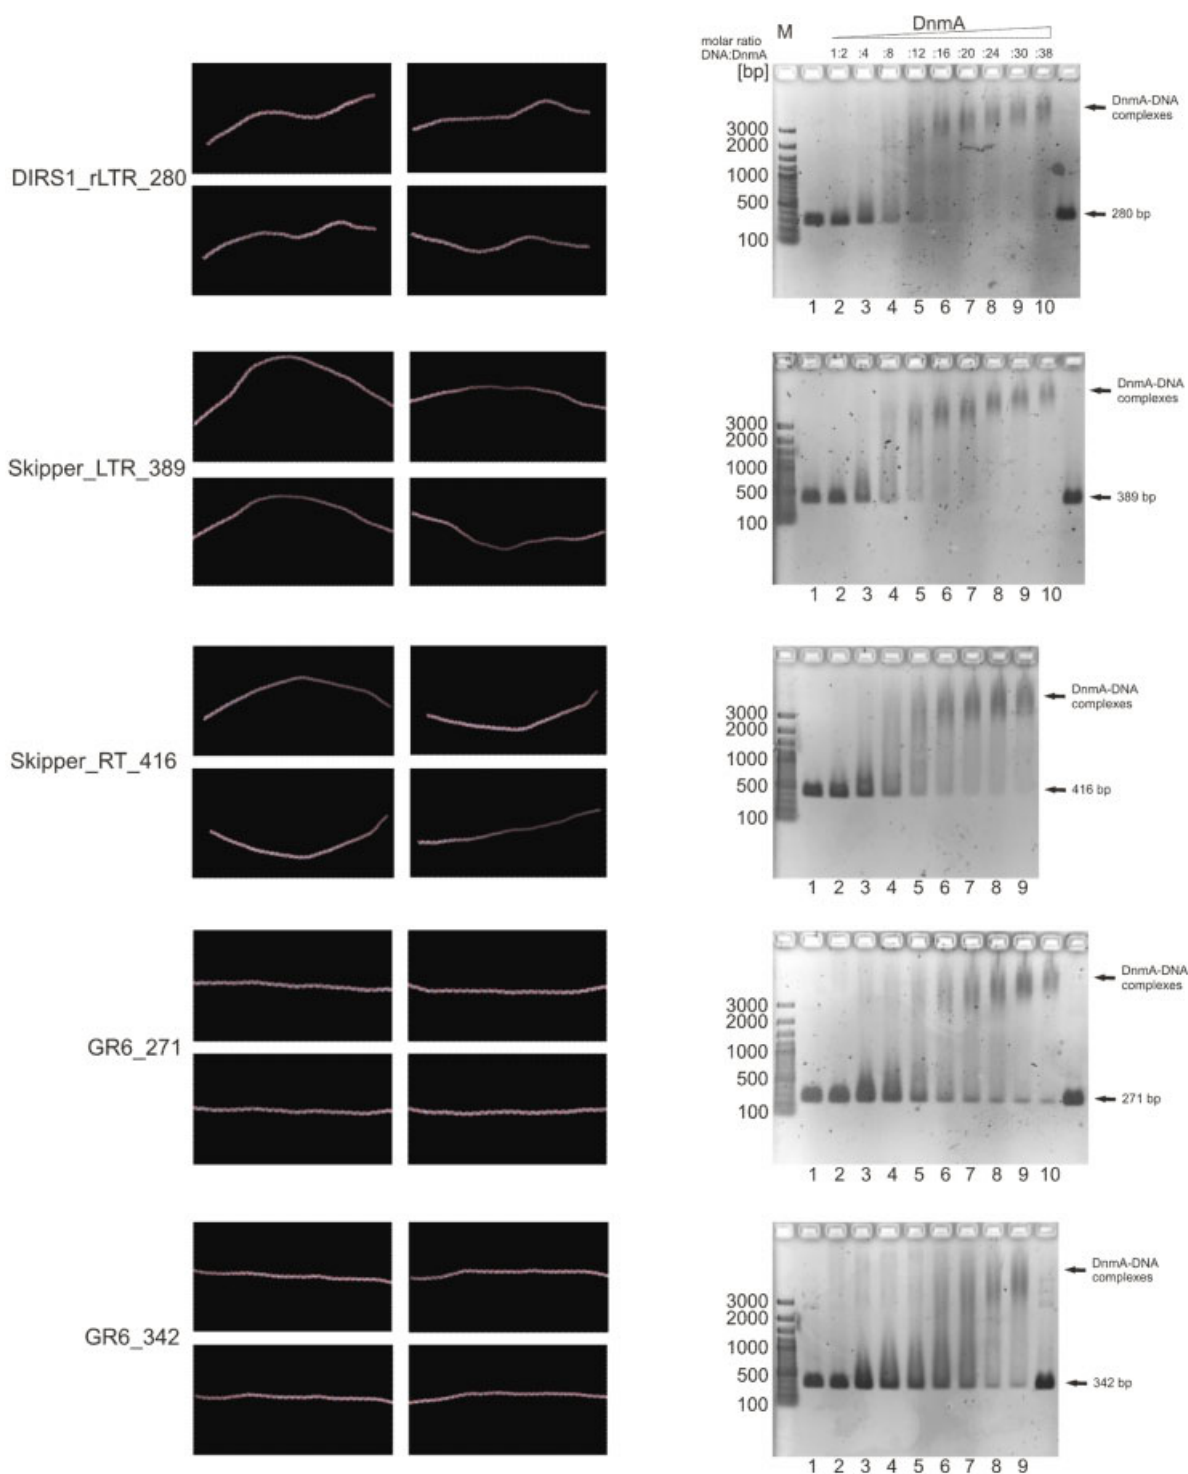 DnmA
M
molar ratio
DNA:DnmA
1:2 :4 :8 :12 :16 :20 :24 :30 :38
[bp]
DIRS1_rLTR_280
3000
2000
1000
500
100
DnmA-DNA
complexes
280 bp
1 2 3 4 5 6 7 8 9 10
Skipper_LTR_389
3000
2000
1000
500
100
DnmA-DNA
complexes
389 bp
1 2 3 4 5 6 7 8 9 10
Skipper_RT_416
3000
2000
1000
500
100
DnmA-DNA
complexes
416 bp
1 2 3 4 5 6 7 8 9
GR6_271
3000
2000
1000
500
100
DnmA-DNA
complexes
271 bp
1 2 3 4 5 6 7 8 9 10
GR6_342
3000
2000
1000
500
100
DnmA-DNA
complexes
342 bp
1 2 3 4 5 6 7 8 9